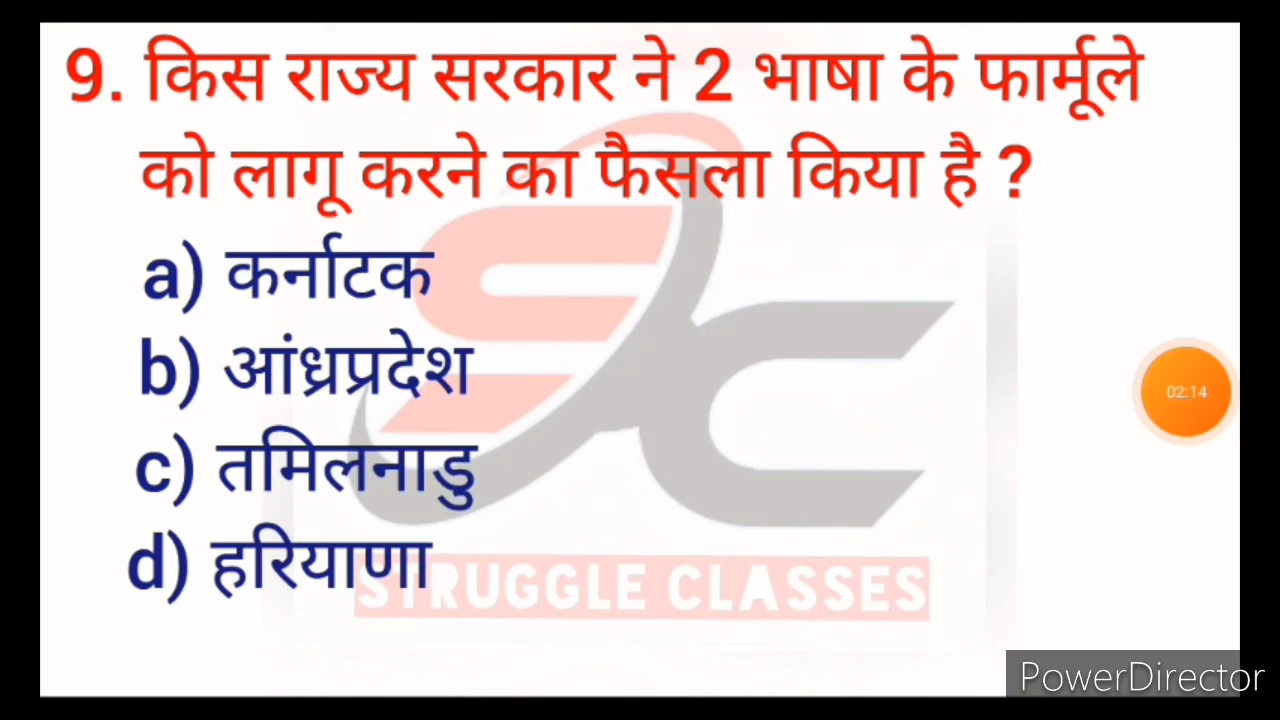 9. किस राज्य सरकार ने 2 भाषा के फार्मूले
को लागू करने का फैसला किया है ?
a) कर्नाटक
b) आंध्रप्रदेश
c) तमिलनाडु
d) हरियाणा
STRUGGLE CLASSES
02:14
PowerDirector